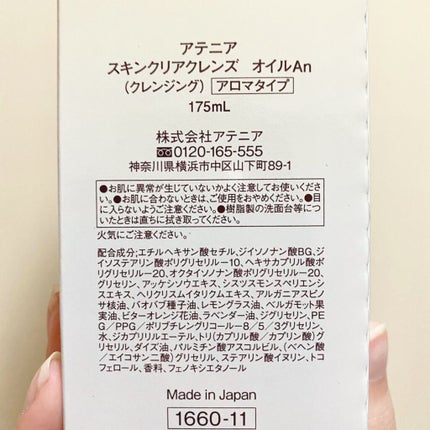 アテニア
スキンクリアクレンズ　オイルAn
（クレンジング） アロマタイプ
175mL
株式会社アテニア
0120-165-555
神奈川県横浜市中区山下町89-1
●お肌に異常が生じていないかよく注意してお使いくださ
い。●お肌に合わないときは、ご使用をおやめください。●目
に入らないようご注意ください。●樹脂製の洗面台等につ
いたときは直ちに拭き取ってください。
火気にご注意ください。
配合成分;エチルヘキサン酸セチル,ジイソノナン酸BG,ジ
イソステアリン酸ポリグリセリル－10,ヘキサカプリル酸ポ
リグリセリル－20,オクタイソノナン酸ポリグリセリル－20,
グリセリン,アッケシソウエキス,シスツスモンスペリエンシ
スエキス,ヘリクリスムイタリクムエキス,アルガニアスピノ
サ核油,バオバブ種子油,レモングラス油,ベルガモット果
実油,ビターオレンジ花油,ラベンダー油,ジグリセリン,PE
G／PPG／ポリブチレングリコール－8／5／3グリセリン,
水,ジカプリリルエーテル,トリ(カプリル酸／カプリン酸)グリ
セリル,ダイズ油,パルミチン酸アスコルビル,(ベヘン酸
／エイコサン二酸)グリセリル,ステアリン酸イヌリン,トコ
フェロール,香料,フェノキシエタノール
Made in Japan
1660-11